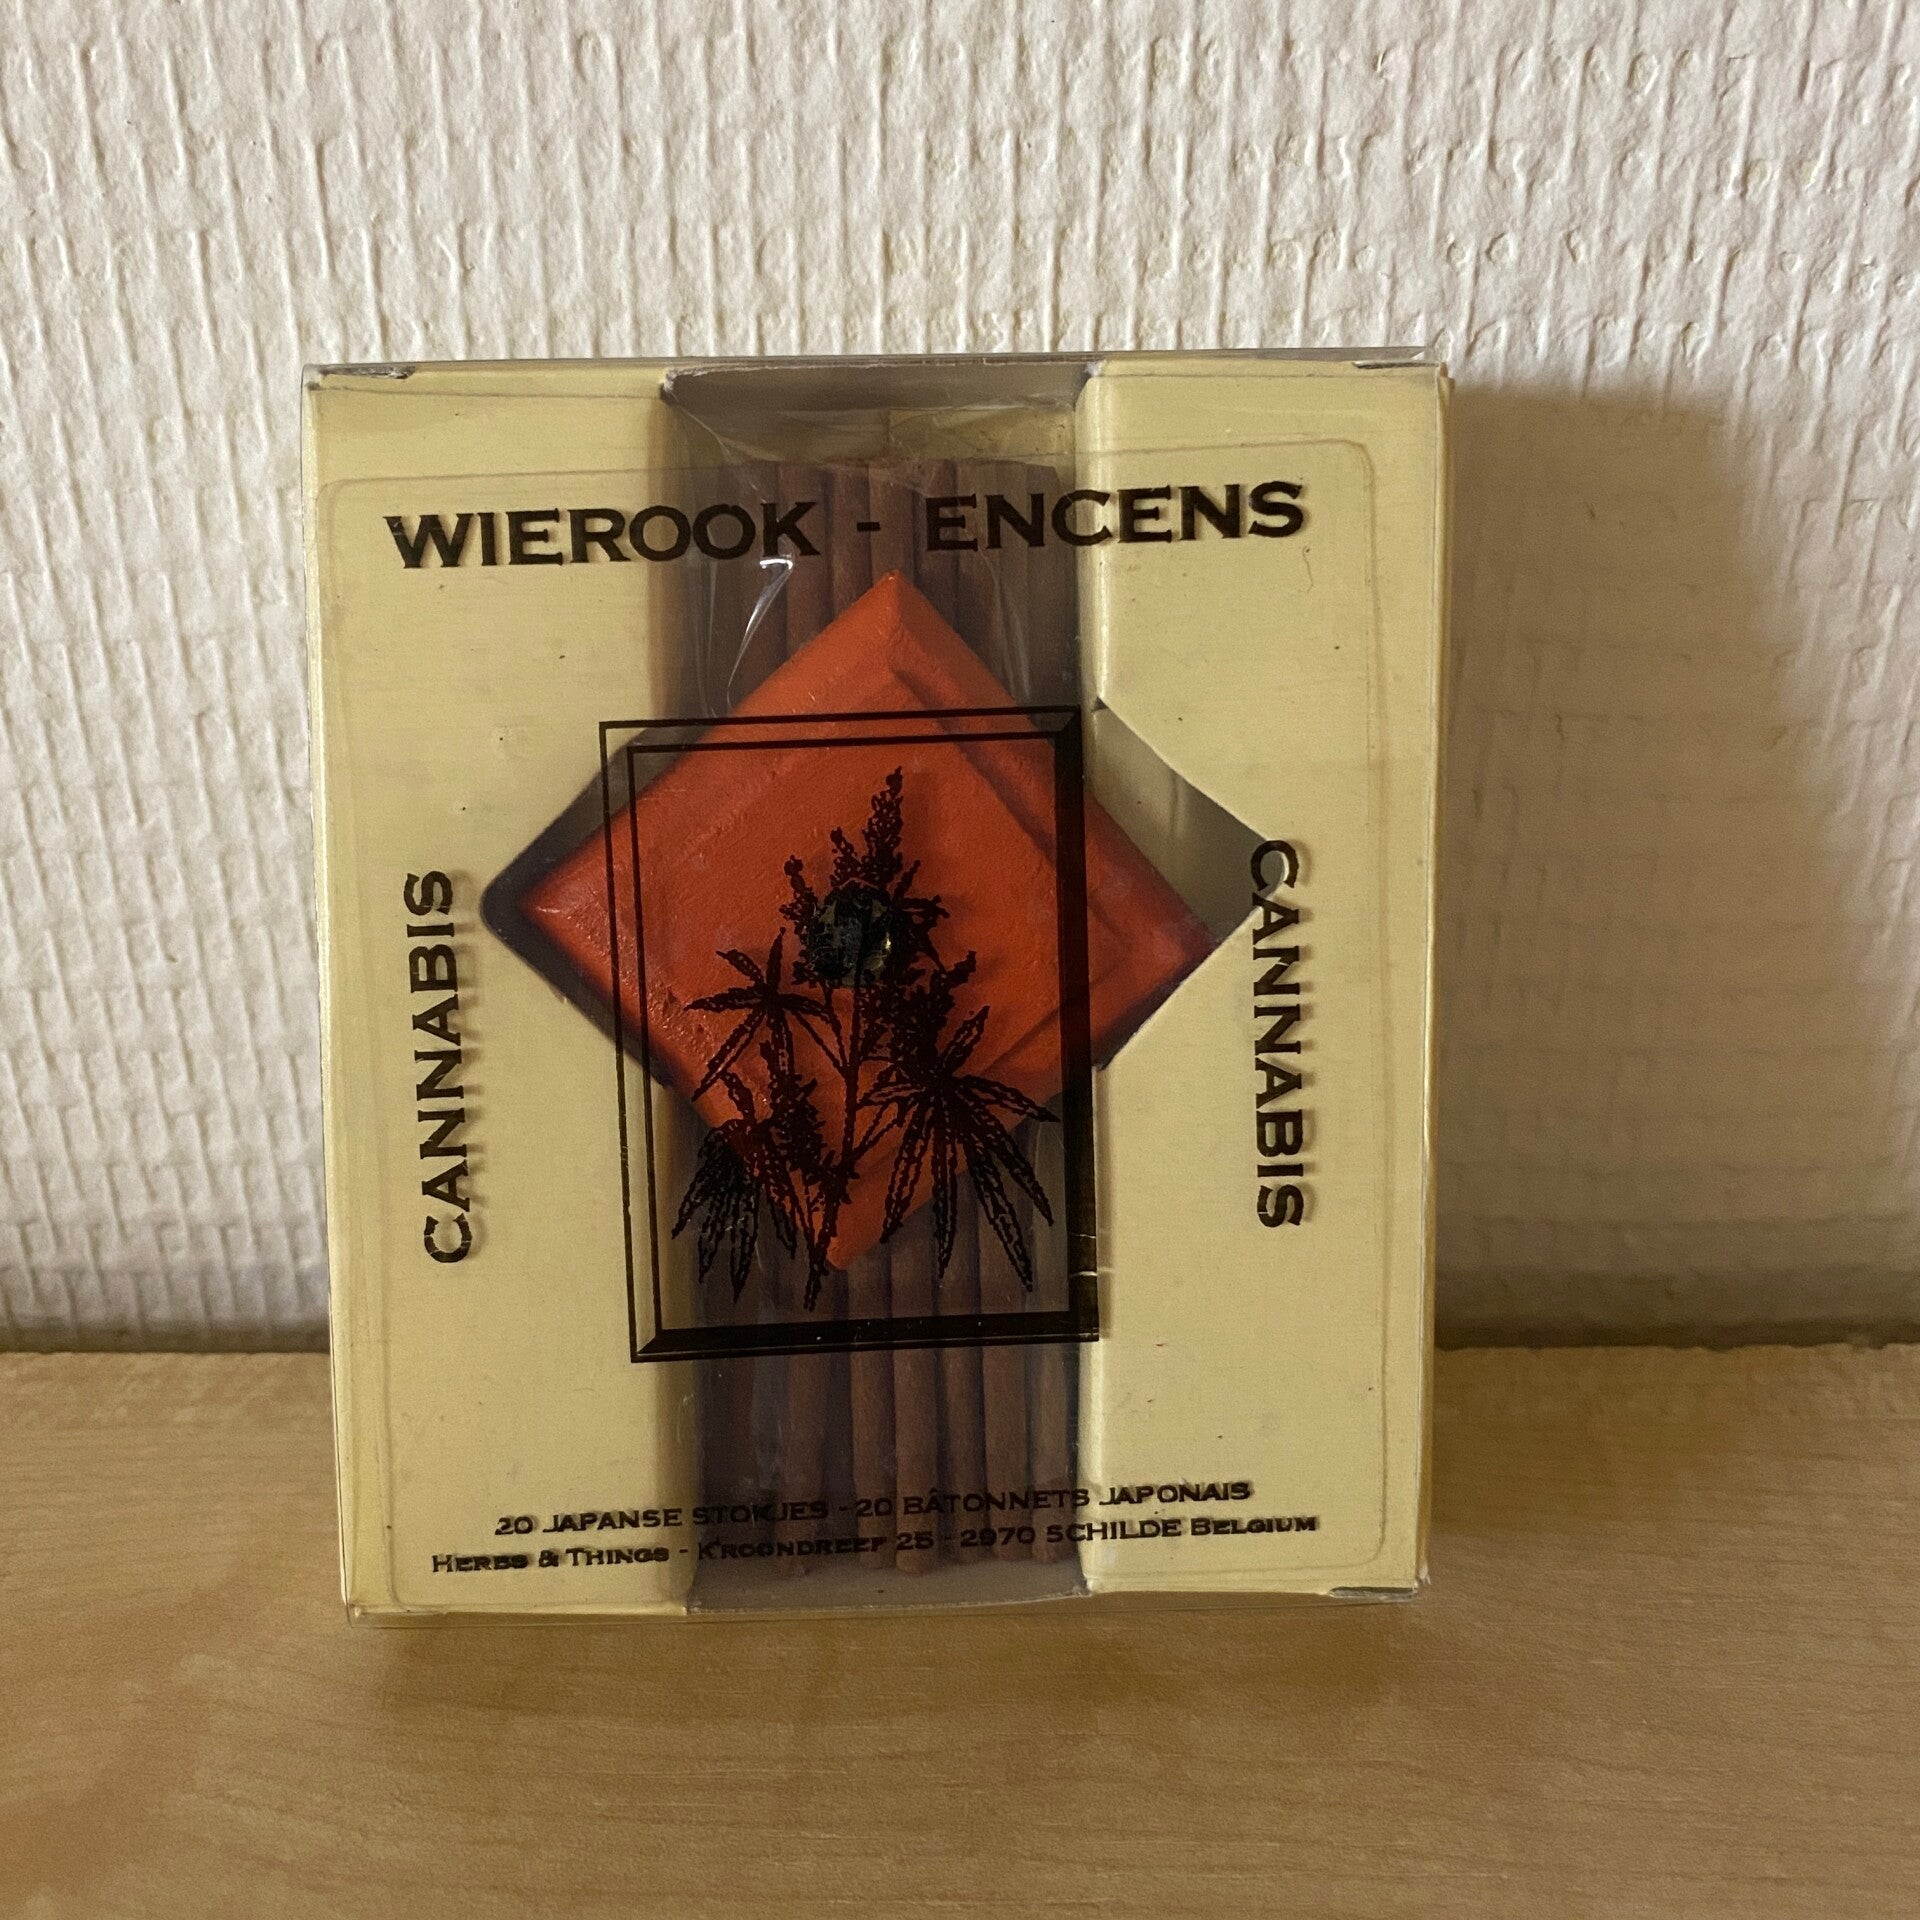 WIEROOK - ENCENS
CANNABIS
CANNABIS
20 JAPANSE STOKJES - 20 BÂTONNETS JAPONAIS
HERBS & THINGS - KROONDREEF 25 - 2970 SCHILDE BELGIUM